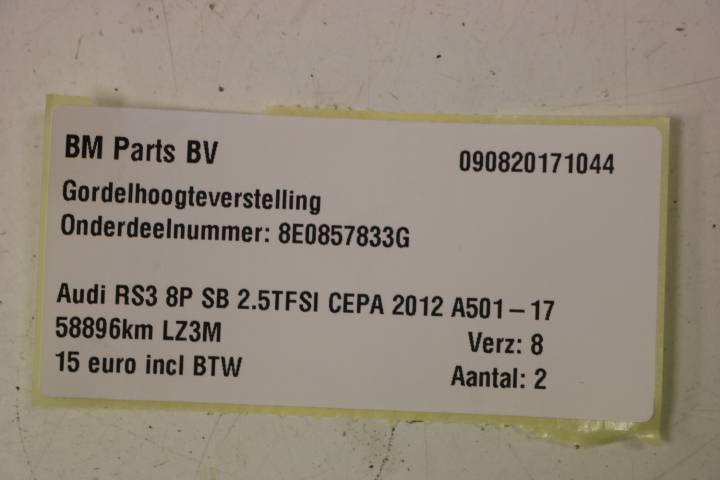 BM Parts BV 090820171044
Gordelhoogteverstelling
Onderdeelnummer: 8E0857833G
Audi RS3 8P SB 2.5TFSI CEPA 2012 A501-17
58896km LZ3M Verz: 8
15 euro incl BTW Aantal: 2